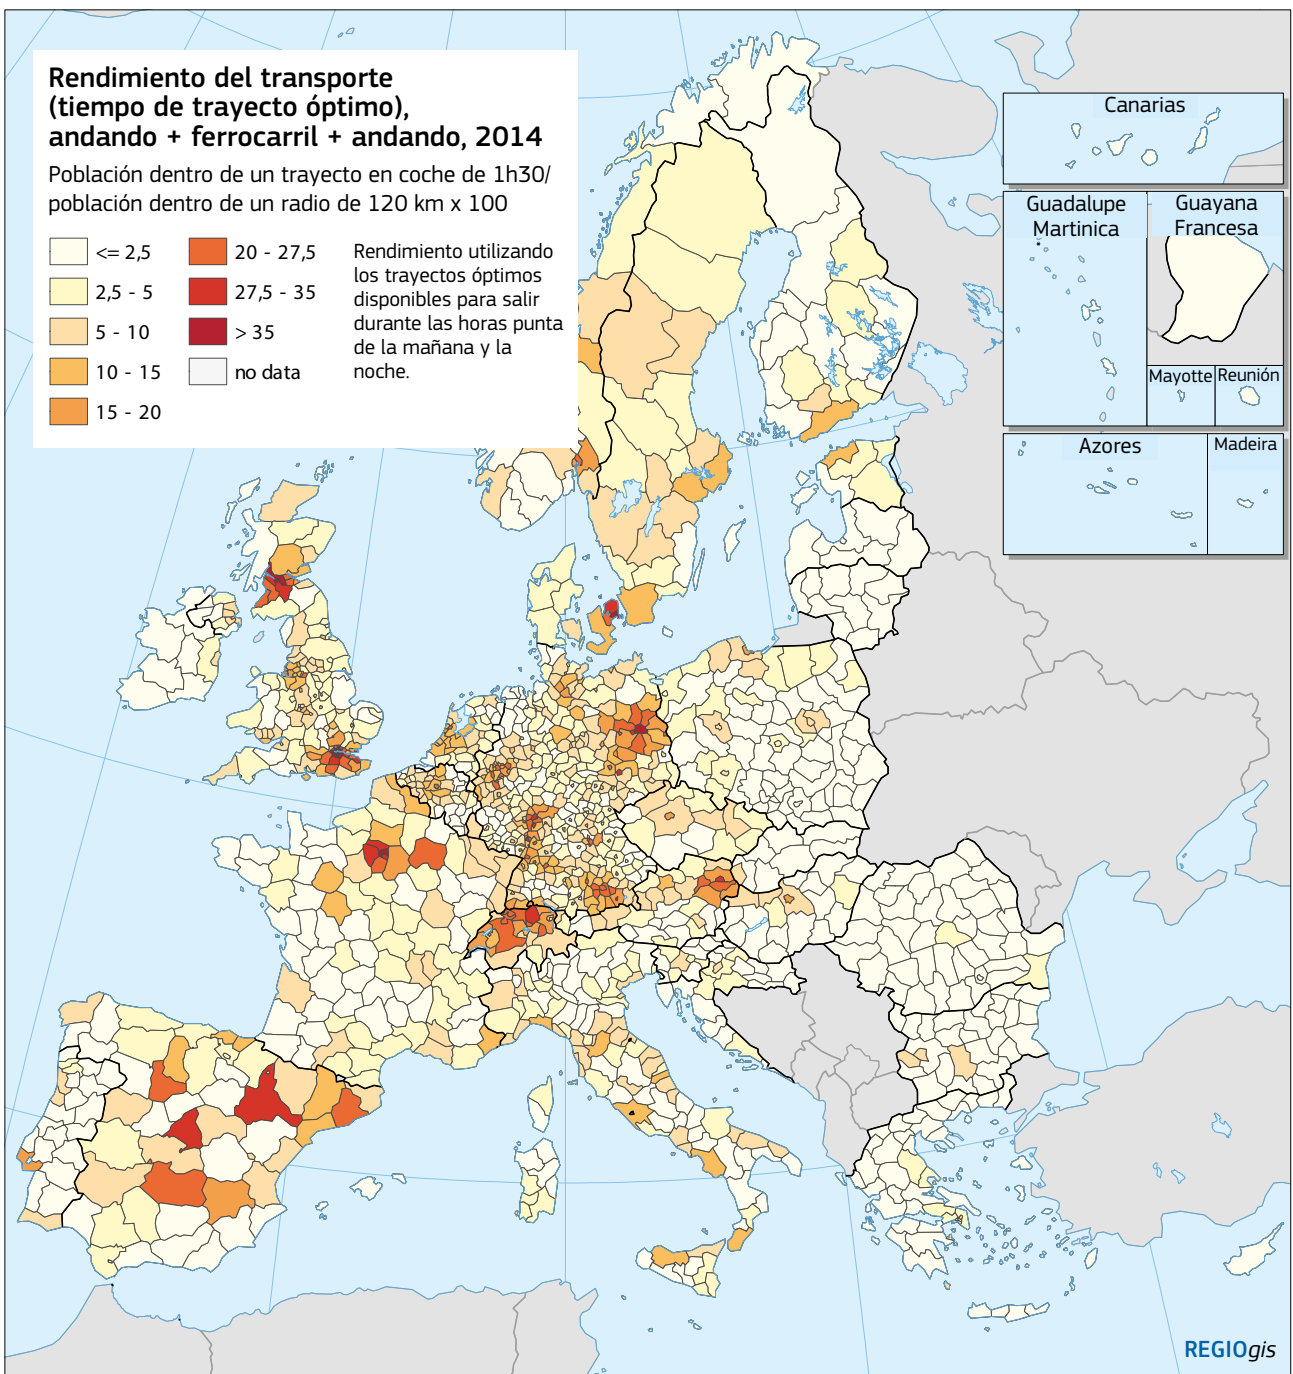 Rendimiento del transporte
(tiempo de trayecto óptimo),
andando + ferrocarril + andando, 2014
Población dentro de un trayecto en coche de 1h30/
población dentro de un radio de 120 km x 100
<= 2,5
2,5 - 5
5 - 10
10 - 15
15 - 20
20 - 27,5
27,5 - 35
> 35
no data
Rendimiento utilizando
los trayectos óptimos
disponibles para salir
durante las horas punta
de la mañana y la
noche.
Canarias
Guadalupe
Martinica
Guayana
Francesa
Mayotte
Reunión
Azores
Madeira
REGIOgis